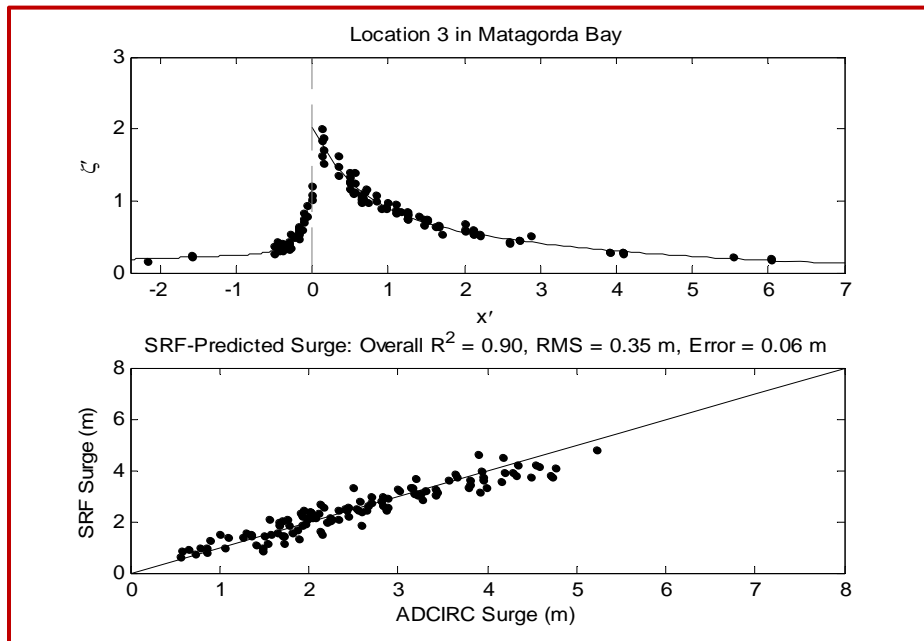 Location 3 in Matagorda Bay
3
2
1
0
ζ′
-2 -1 0 1 2 3 4 5 6 7
x′
SRF-Predicted Surge: Overall R² = 0.90, RMS = 0.35 m, Error = 0.06 m
8
6
4
2
0
SRF Surge (m)
0 1 2 3 4 5 6 7 8
ADCIRC Surge (m)